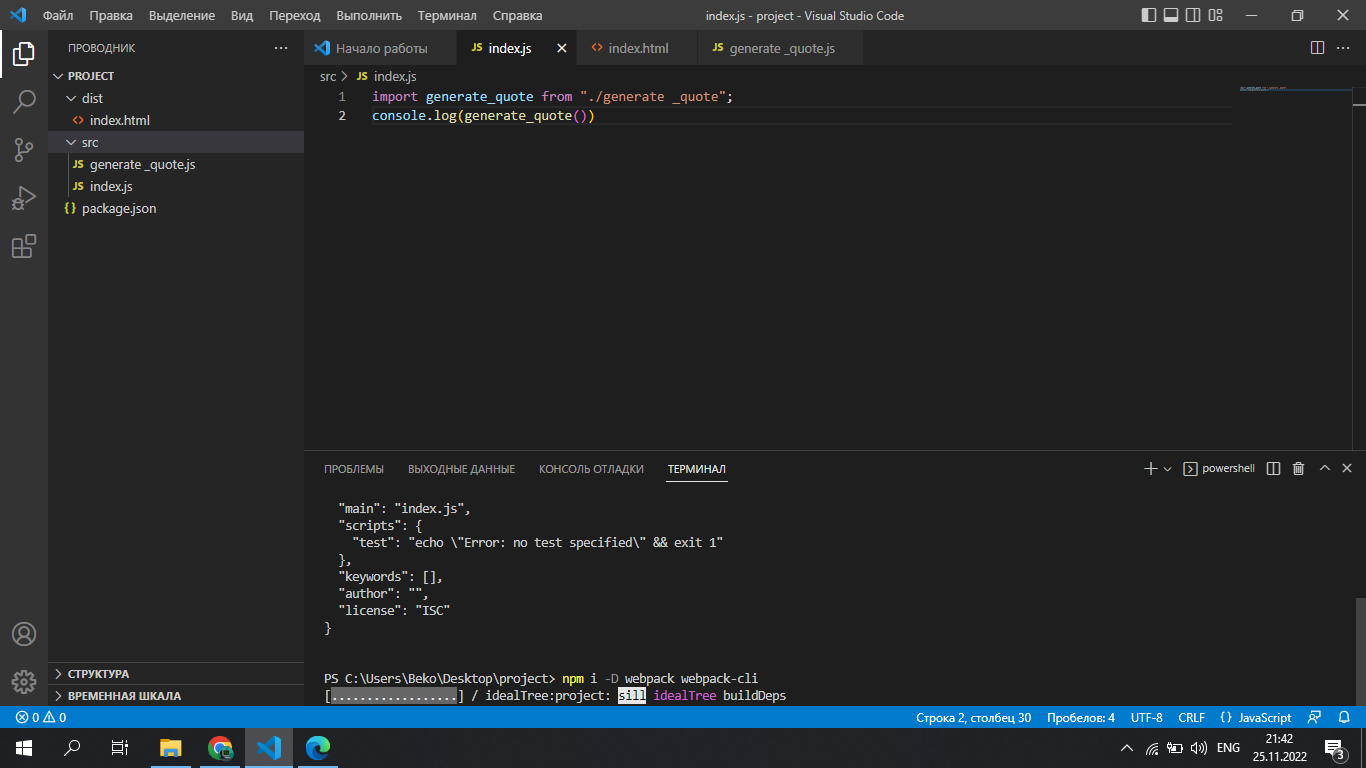 Файл Правка Выделение Вид Переход Выполнить Терминал Справка index.js - project - Visual Studio Code
ПРОВОДНИК
PROJECT
dist
index.html
src
generate _quote.js
index.js
package.json
СТРУКТУРА
ВРЕМЕННАЯ ШКАЛА
Начало работы JS index.js index.html JS generate _quote.js
src JS index.js
1 import generate_quote from "./generate _quote";
2 console.log(generate_quote())
ПРОБЛЕМЫ ВЫХОДНЫЕ ДАННЫЕ КОНСОЛЬ ОТЛАДКИ ТЕРМИНАЛ powershell
"main": "index.js",
"scripts": {
"test": "echo \"Error: no test specified\" && exit 1"
},
"keywords": [],
"author": "",
"license": "ISC"
}
PS C:\Users\Beko\Desktop\project> npm i -D webpack webpack-cli
[..................] / idealTree:project: sill idealTree buildDeps
0 0 Строка 2, столбец 30 Пробелов: 4 UTF-8 CRLF {} JavaScript
ENG 21:42
25.11.2022 3